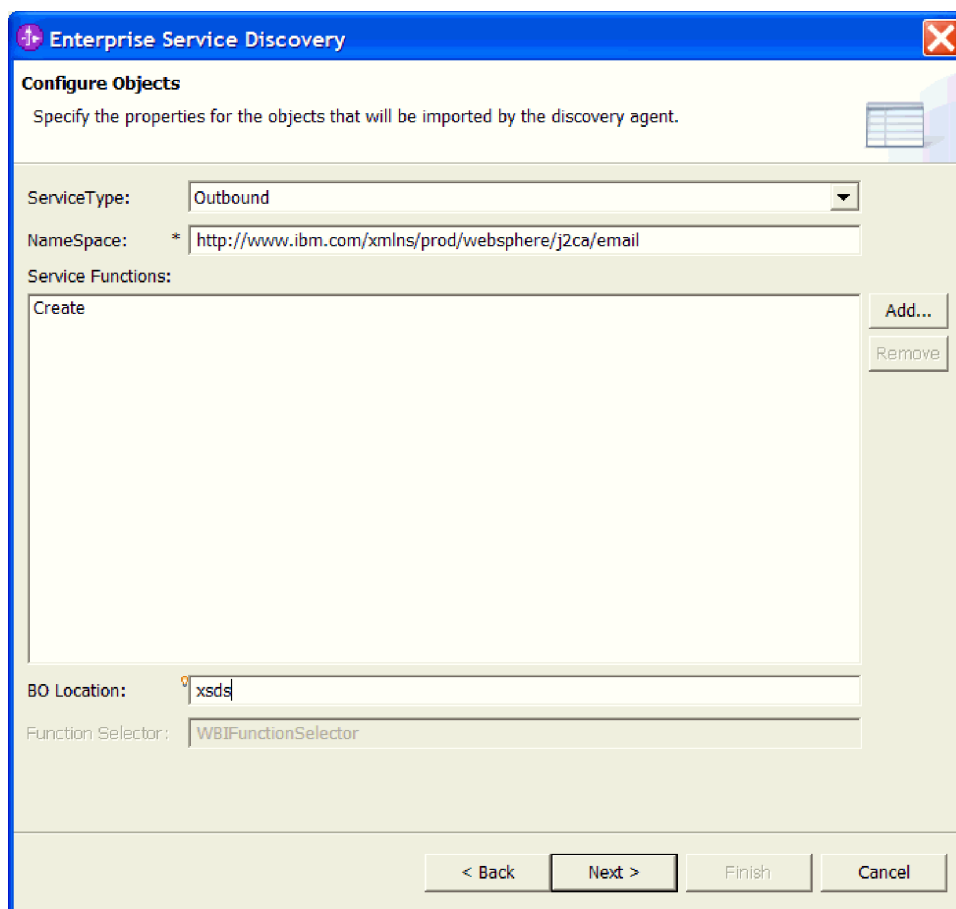 Enterprise Service Discovery
Configure Objects
Specify the properties for the objects that will be imported by the discovery agent.
ServiceType: Outbound
NameSpace: * http://www.ibm.com/xmlns/prod/websphere/j2ca/email
Service Functions:
Create
Add...
Remove
BO Location: xsds
Function Selector: WBIFunctionSelector
< Back Next > Finish Cancel